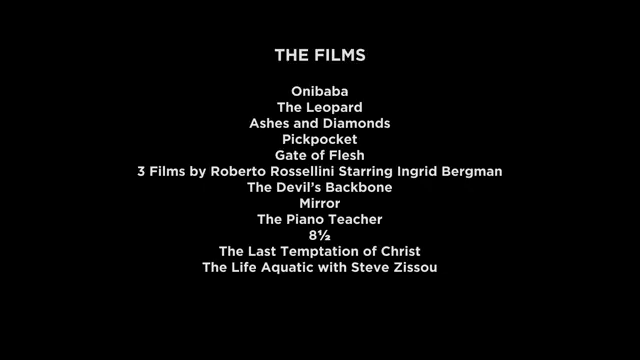 THE FILMS
Onibaba
The Leopard
Ashes and Diamonds
Pickpocket
Gate of Flesh
3 Films by Roberto Rossellini Starring Ingrid Bergman
The Devil's Backbone
Mirror
The Piano Teacher
8½
The Last Temptation of Christ
The Life Aquatic with Steve Zissou